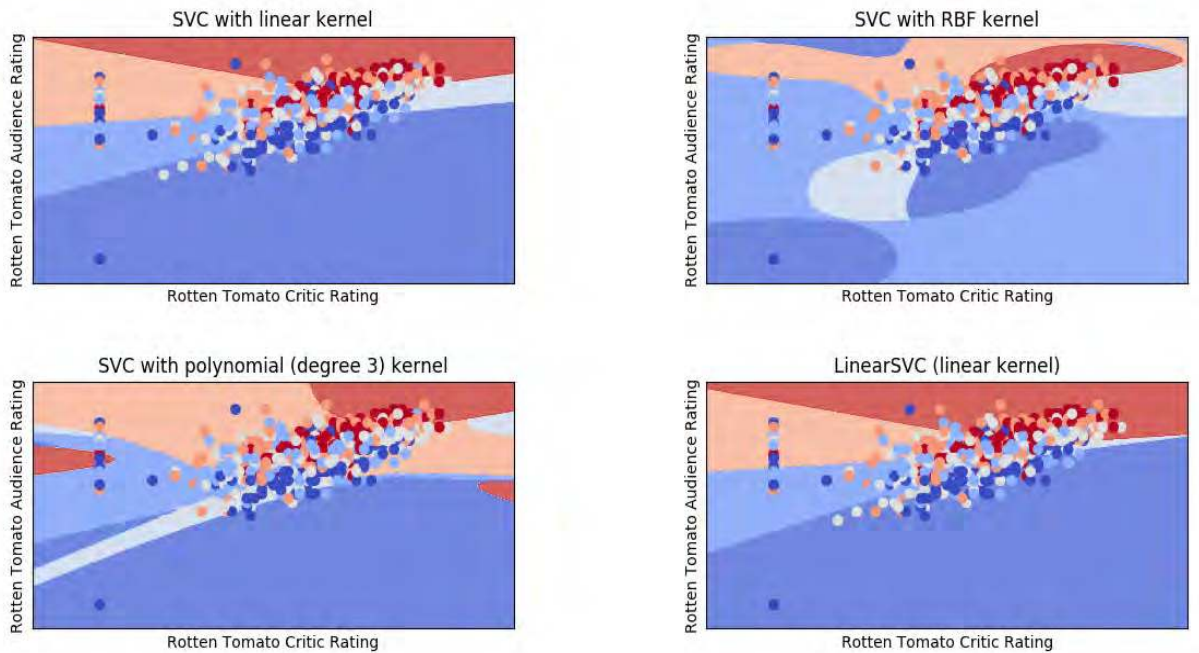 SVC with linear kernel
Rotten Tomato Audience Rating
Rotten Tomato Critic Rating
SVC with RBF kernel
Rotten Tomato Audience Rating
Rotten Tomato Critic Rating
SVC with polynomial (degree 3) kernel
Rotten Tomato Audience Rating
Rotten Tomato Critic Rating
LinearSVC (linear kernel)
Rotten Tomato Audience Rating
Rotten Tomato Critic Rating